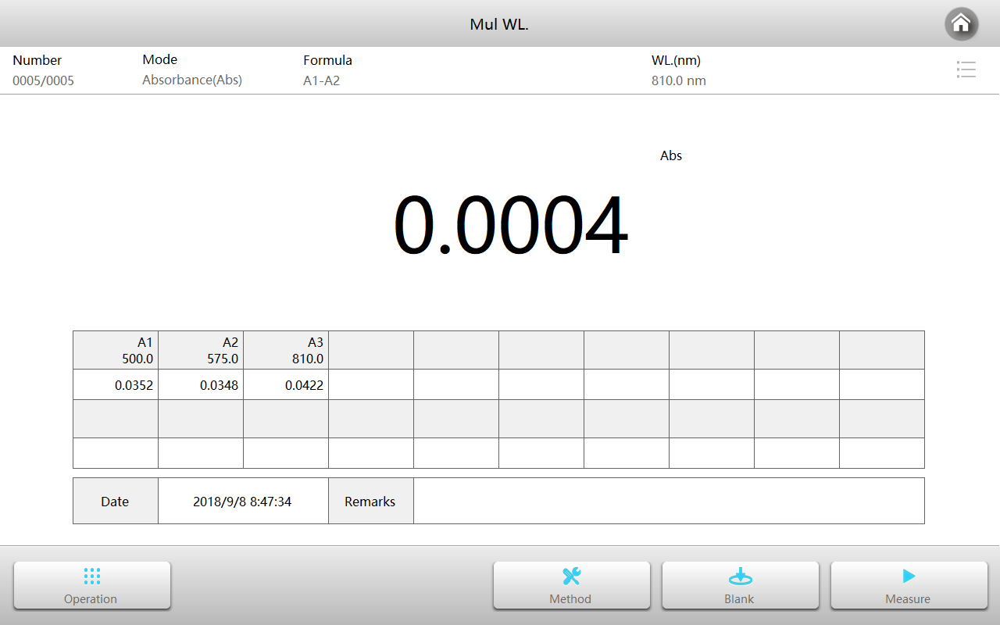 Mul WL.
Number
Mode
Formula
WL.(nm)
0005/0005
Absorbance(Abs)
A1-A2
810.0 nm
Abs
0.0004
A1 A2 A3
500.0 575.0 810.0
0.0352 0.0348 0.0422
Date 2018/9/8 8:47:34 Remarks
Operation
Method
Blank
Measure